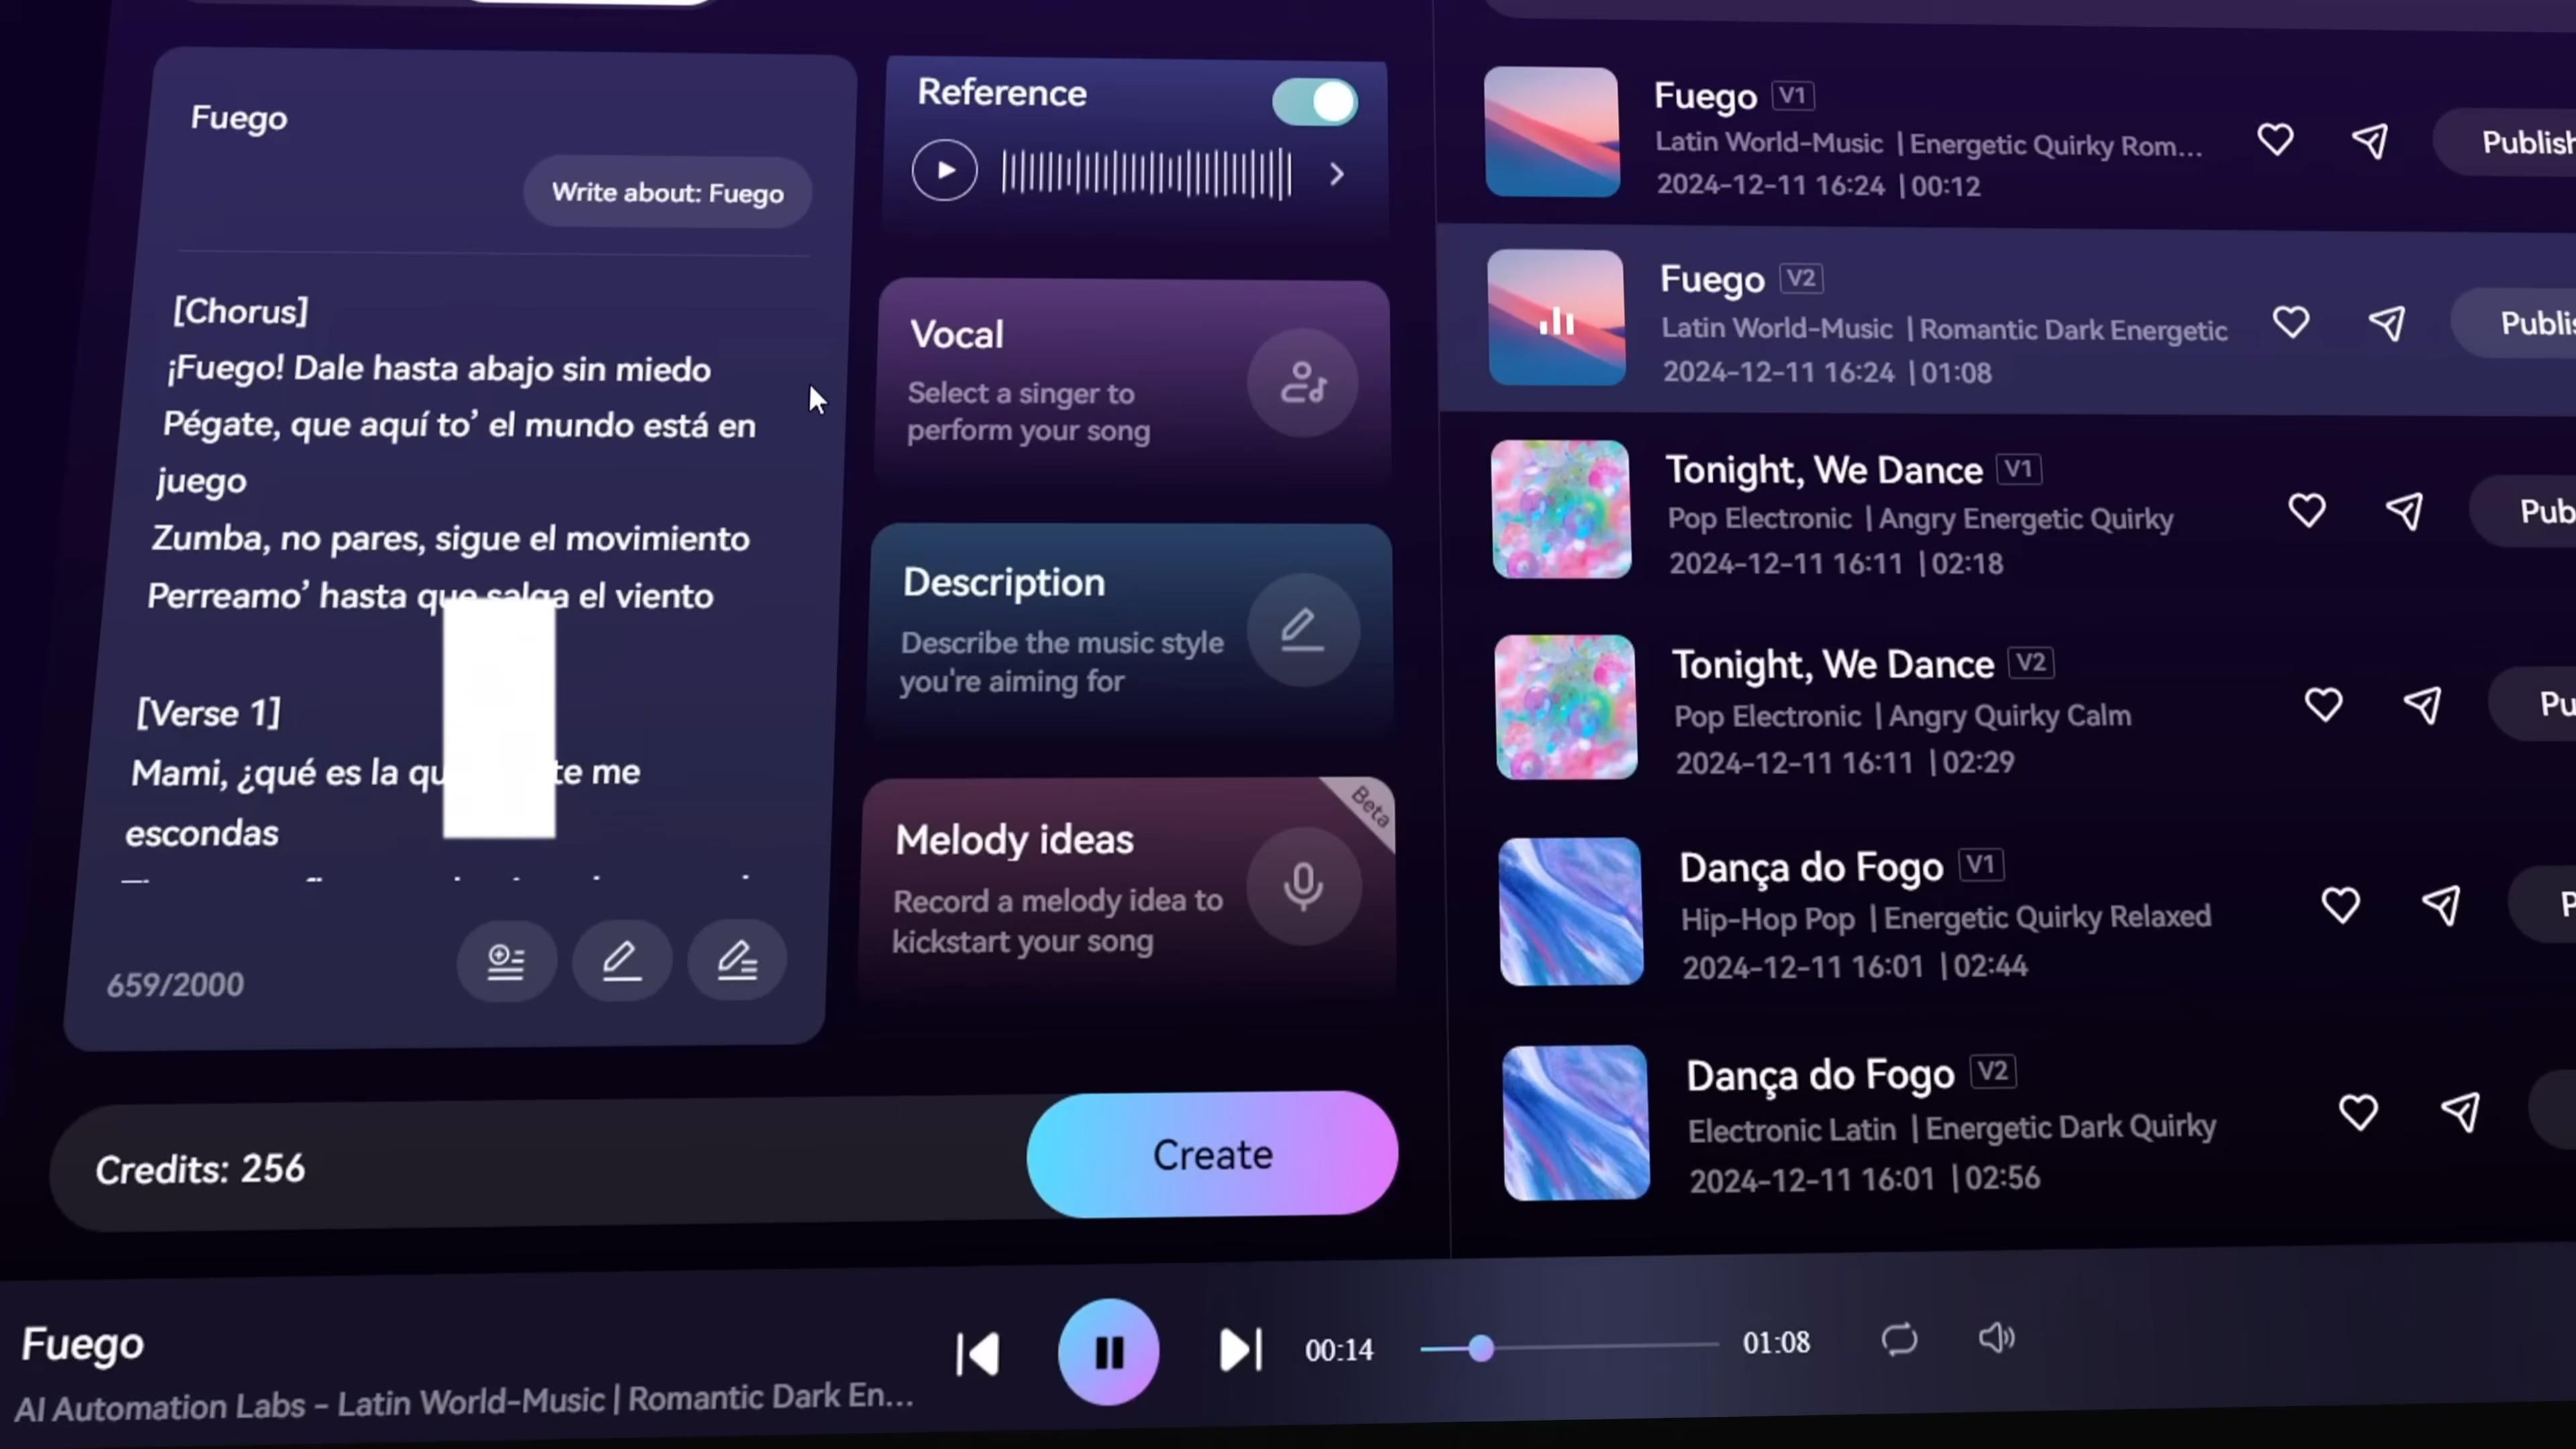 Fuego
Write about: Fuego
[Chorus]
¡Fuego! Dale hasta abajo sin miedo
Pégate, que aquí to’ el mundo está en
juego
Zumba, no pares, sigue el movimiento
Perreamo’ hasta que salga el viento
[Verse 1]
Mami, ¿qué es la te me
escondas
659/2000
Credits: 256
Create
Reference
Vocal
Select a singer to
perform your song
Description
Describe the music style
you're aiming for
Melody ideas
Beta
Record a melody idea to
kickstart your song
Fuego V1
Latin World-Music | Energetic Quirky Rom...
2024-12-11 16:24 | 00:12
Publish
Fuego V2
Latin World-Music | Romantic Dark Energetic
2024-12-11 16:24 | 01:08
Publis
Tonight, We Dance V1
Pop Electronic | Angry Energetic Quirky
2024-12-11 16:11 | 02:18
Pub
Tonight, We Dance V2
Pop Electronic | Angry Quirky Calm
2024-12-11 16:11 | 02:29
Pu
Dança do Fogo V1
Hip-Hop Pop | Energetic Quirky Relaxed
2024-12-11 16:01 | 02:44
P
Dança do Fogo V2
Electronic Latin | Energetic Dark Quirky
2024-12-11 16:01 | 02:56
Fuego
AI Automation Labs - Latin World-Music | Romantic Dark En...
00:14
01:08